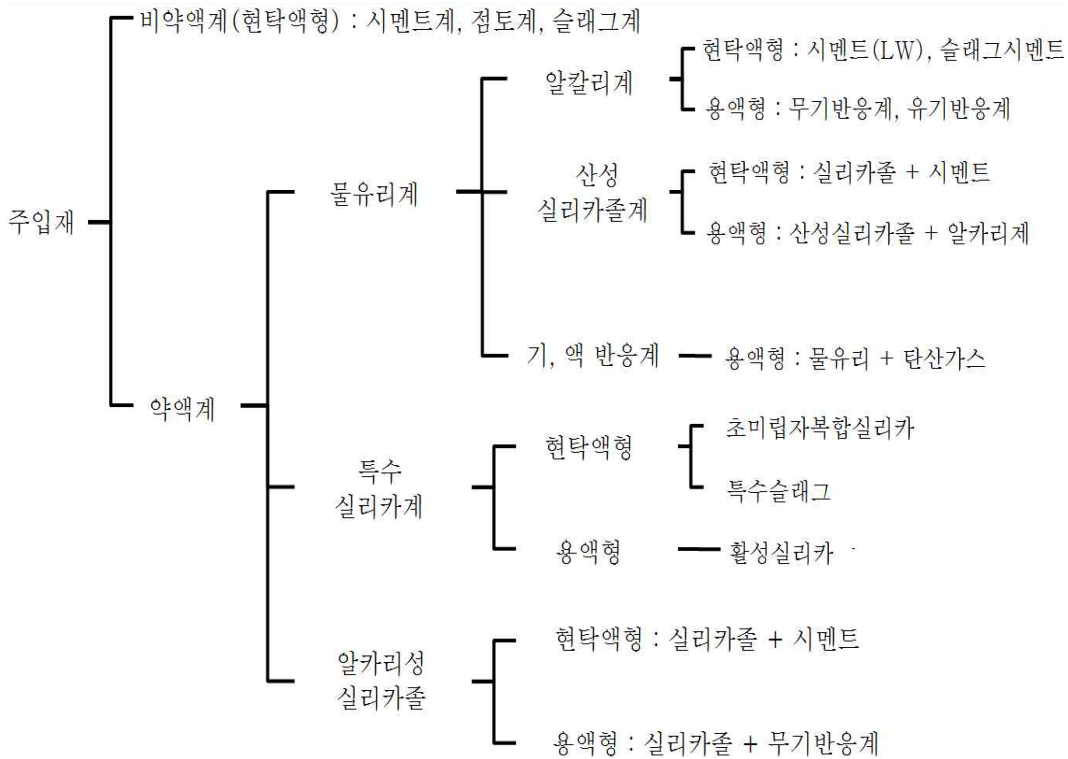 비약액계(현탁액형) : 시멘트계, 점토계, 슬래그계
현탁액형 : 시멘트(LW), 슬래그시멘트
알칼리계
용액형 : 무기반응계, 유기반응계
산성
실리카졸계
현탁액형 : 실리카졸 + 시멘트
물유리계
주입재
용액형 : 산성실리카졸 + 알카리제
기, 액 반응계
용액형 : 물유리 + 탄산가스
약액계
초미립자복합실리카
현탁액형
특수
실리카계
특수슬래그
용액형
활성실리카
현탁액형 : 실리카졸 + 시멘트
알카리성
실리카졸
용액형 : 실리카졸 + 무기반응계